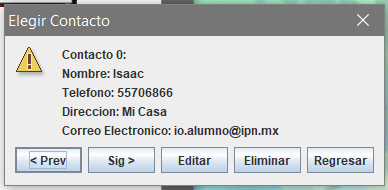 Elegir Contacto
Contacto 0:
Nombre: Isaac
Telefono: 55706866
Direccion: Mi Casa
Correo Electronico: io.alumno@ipn.mx
< Prev Sig > Editar Eliminar Regresar